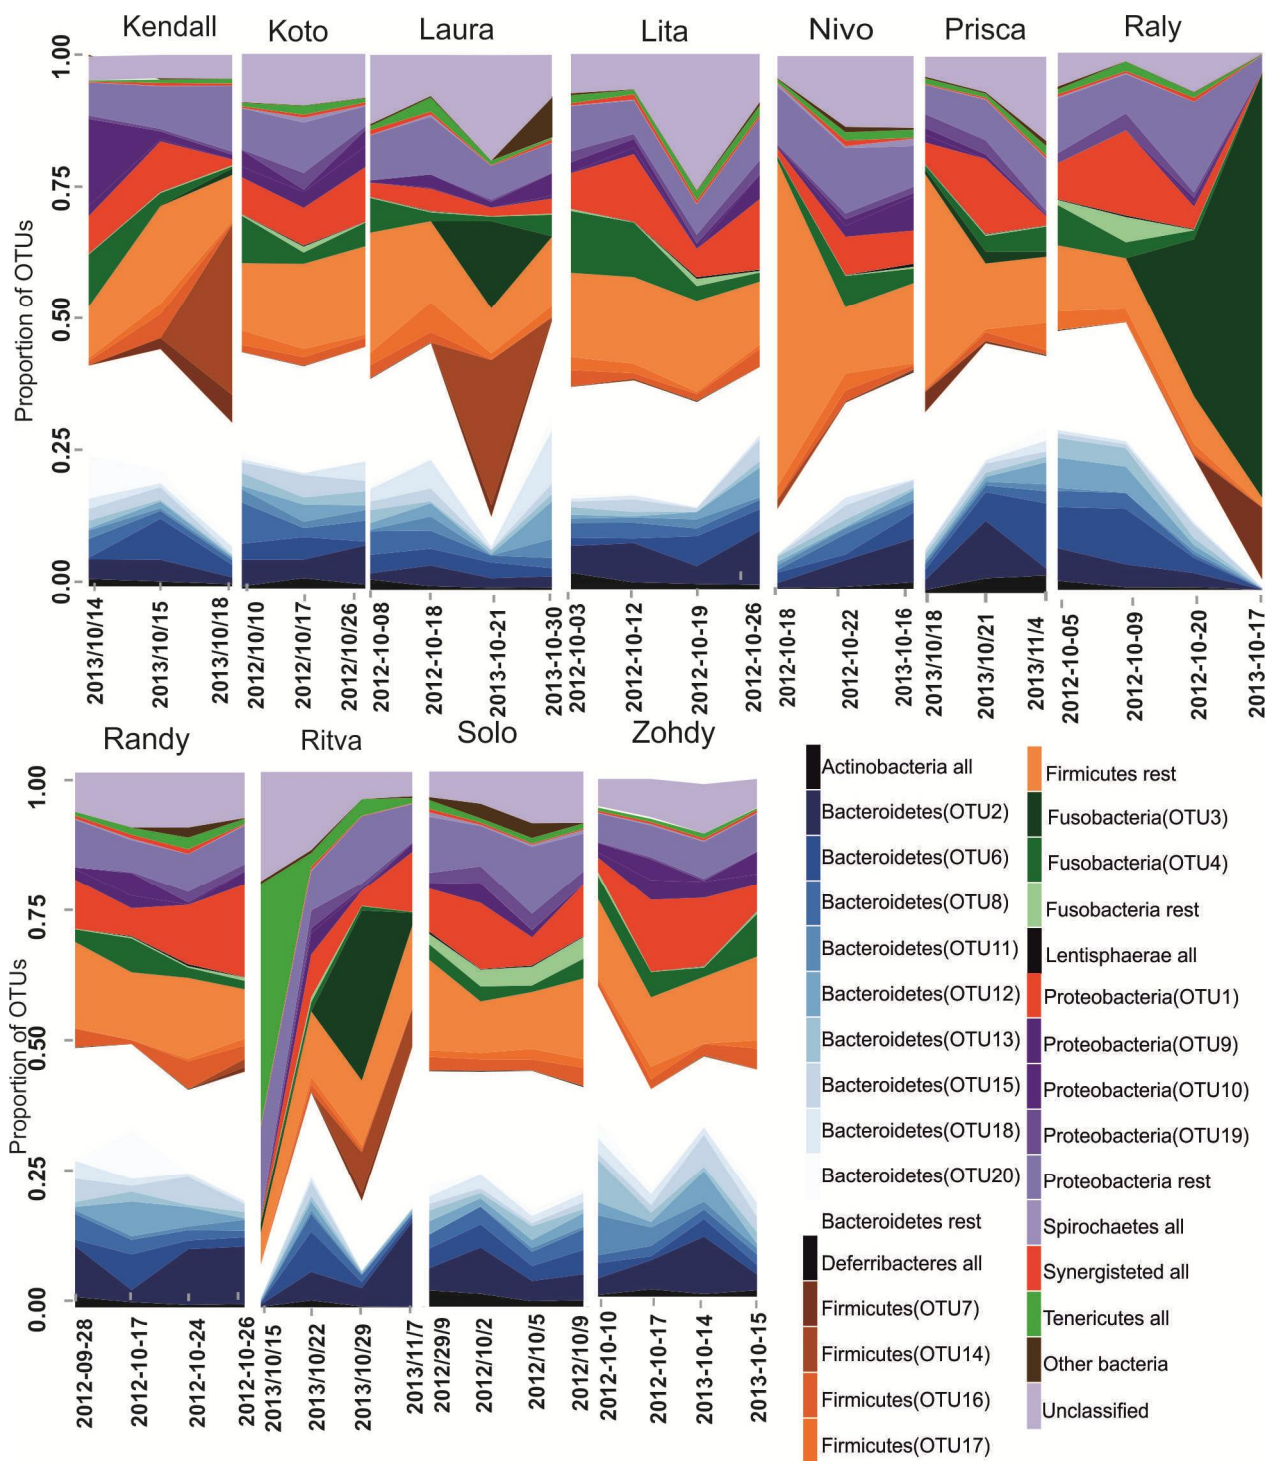 Kendall Koto Laura Lita Nivo Prisca Raly
Proportion of OTUs
1.00
0.75
0.50
0.25
0.00
2013/10/14
2013/10/15
2013/10/18
2012/10/10
2012/10/17
2012/10/26
2012-10-08
2012-10-18
2013-10-21
2013-10-30
2012-10-03
2012-10-12
2012-10-19
2012-10-26
2012-10-18
2012-10-22
2013-10-16
2013/10/18
2013/10/21
2013/11/4
2012-10-05
2012-10-09
2012-10-20
2013-10-17
Randy Ritva Solo Zohdy
Proportion of OTUs
1.00
0.75
0.50
0.25
0.00
2012-09-28
2012-10-17
2012-10-24
2012-10-26
2013/10/15
2013/10/22
2013/10/29
2013/11/7
2012/29/9
2012/10/2
2012/10/5
2012/10/9
2012-10-10
2012-10-17
2013-10-14
2013-10-15
Actinobacteria all
Bacteroidetes(OTU2)
Bacteroidetes(OTU6)
Bacteroidetes(OTU8)
Bacteroidetes(OTU11)
Bacteroidetes(OTU12)
Bacteroidetes(OTU13)
Bacteroidetes(OTU15)
Bacteroidetes(OTU18)
Bacteroidetes(OTU20)
Bacteroidetes rest
Deferribacteres all
Firmicutes(OTU7)
Firmicutes(OTU14)
Firmicutes(OTU16)
Firmicutes(OTU17)
Firmicutes rest
Fusobacteria(OTU3)
Fusobacteria(OTU4)
Fusobacteria rest
Lentisphaerae all
Proteobacteria(OTU1)
Proteobacteria(OTU9)
Proteobacteria(OTU10)
Proteobacteria(OTU19)
Proteobacteria rest
Spirochaetes all
Synergisteted all
Tenericutes all
Other bacteria
Unclassified